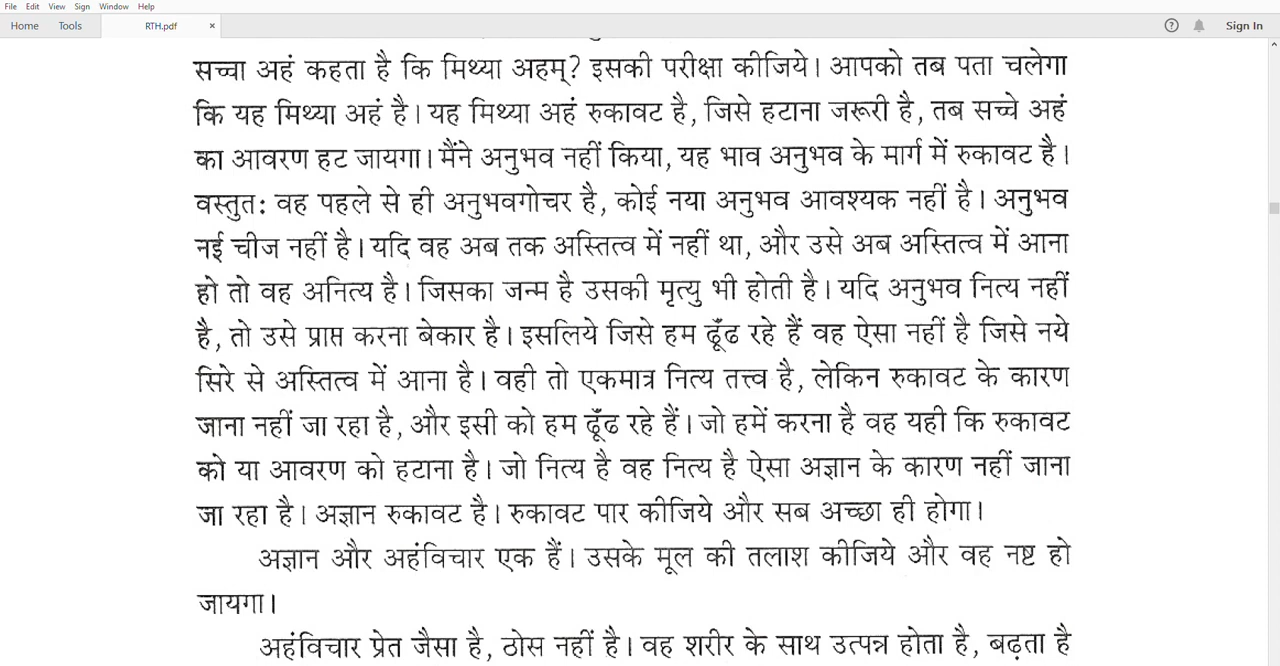 File Edit View Sign Window Help
Home Tools RTH.pdf × ? Sign In
सच्चा अहं कहता है कि मिथ्या अहम्? इसकी परीक्षा कीजिये। आपको तब पता चलेगा
कि यह मिथ्या अहं है। यह मिथ्या अहं रुकावट है, जिसे हटाना जरूरी है, तब सच्चे अहं
का आवरण हट जायगा। मैंने अनुभव नहीं किया, यह भाव अनुभव के मार्ग में रुकावट है।
वस्तुतः वह पहले से ही अनुभवगोचर है, कोई नया अनुभव आवश्यक नहीं है। अनुभव
नई चीज नहीं है। यदि वह अब तक अस्तित्व में नहीं था, और उसे अब अस्तित्व में आना
हो तो वह अनित्य है। जिसका जन्म है उसकी मृत्यु भी होती है। यदि अनुभव नित्य नहीं
है, तो उसे प्राप्त करना बेकार है। इसलिये जिसे हम ढूँढ रहे हैं वह ऐसा नहीं है जिसे नये
सिरे से अस्तित्व में आना है। वही तो एकमात्र नित्य तत्त्व है, लेकिन रुकावट के कारण
जाना नहीं जा रहा है, और इसी को हम ढूँढ रहे हैं। जो हमें करना है वह यही कि रुकावट
को या आवरण को हटाना है। जो नित्य है वह नित्य है ऐसा अज्ञान के कारण नहीं जाना
जा रहा है। अज्ञान रुकावट है। रुकावट पार कीजिये और सब अच्छा ही होगा।
अज्ञान और अहंविचार एक हैं। उसके मूल की तलाश कीजिये और वह नष्ट हो
जायगा।
अहंविचार प्रेत जैसा है, ठोस नहीं है। वह शरीर के साथ उत्पन्न होता है, बढ़ता है